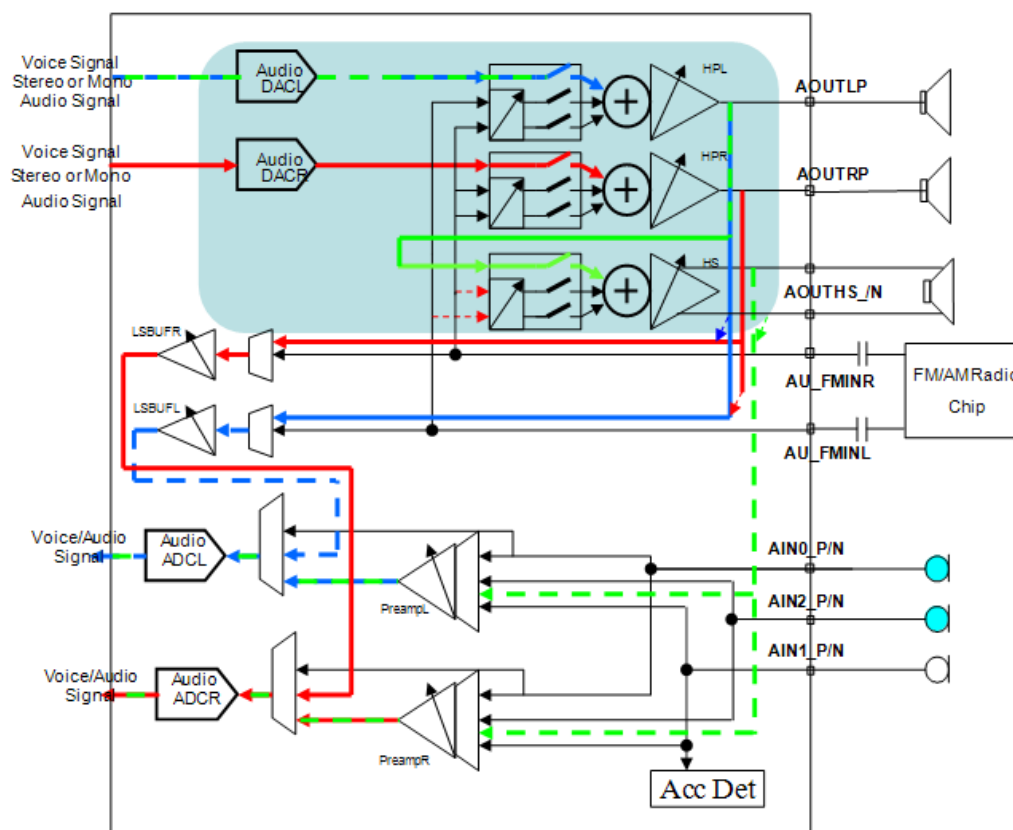 Voice Signal
Stereo or Mono
Audio Signal
Audio
DACL
HPL
AOUTLP
Voice Signal
Stereo or Mono
Audio Signal
Audio
DACR
HPR
AOUTRP
HS
AOUTHS_/N
LSBUFR
AU_FMINR
FM/AMRadio
Chip
LSBUFL
AU_FMINL
Voice/Audio
Signal
Audio
ADCL
PreampL
AIN0_P/N
AIN2_P/N
AIN1_P/N
Voice/Audio
Signal
Audio
ADCR
PreampR
Acc Det